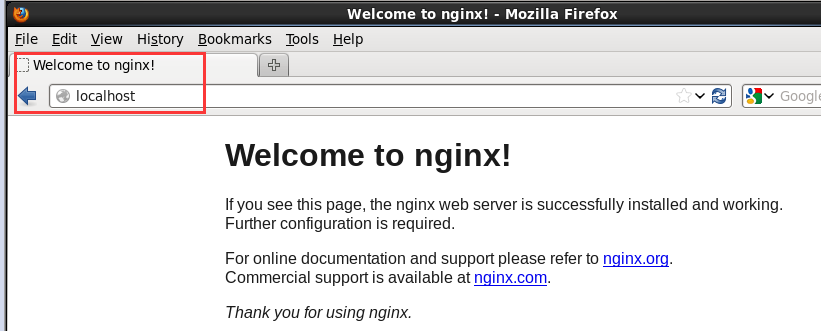 Welcome to nginx! - Mozilla Firefox
File Edit View History Bookmarks Tools Help
Welcome to nginx!
localhost Google
Welcome to nginx!
If you see this page, the nginx web server is successfully installed and working.
Further configuration is required.
For online documentation and support please refer to nginx.org.
Commercial support is available at nginx.com.
Thank you for using nginx.